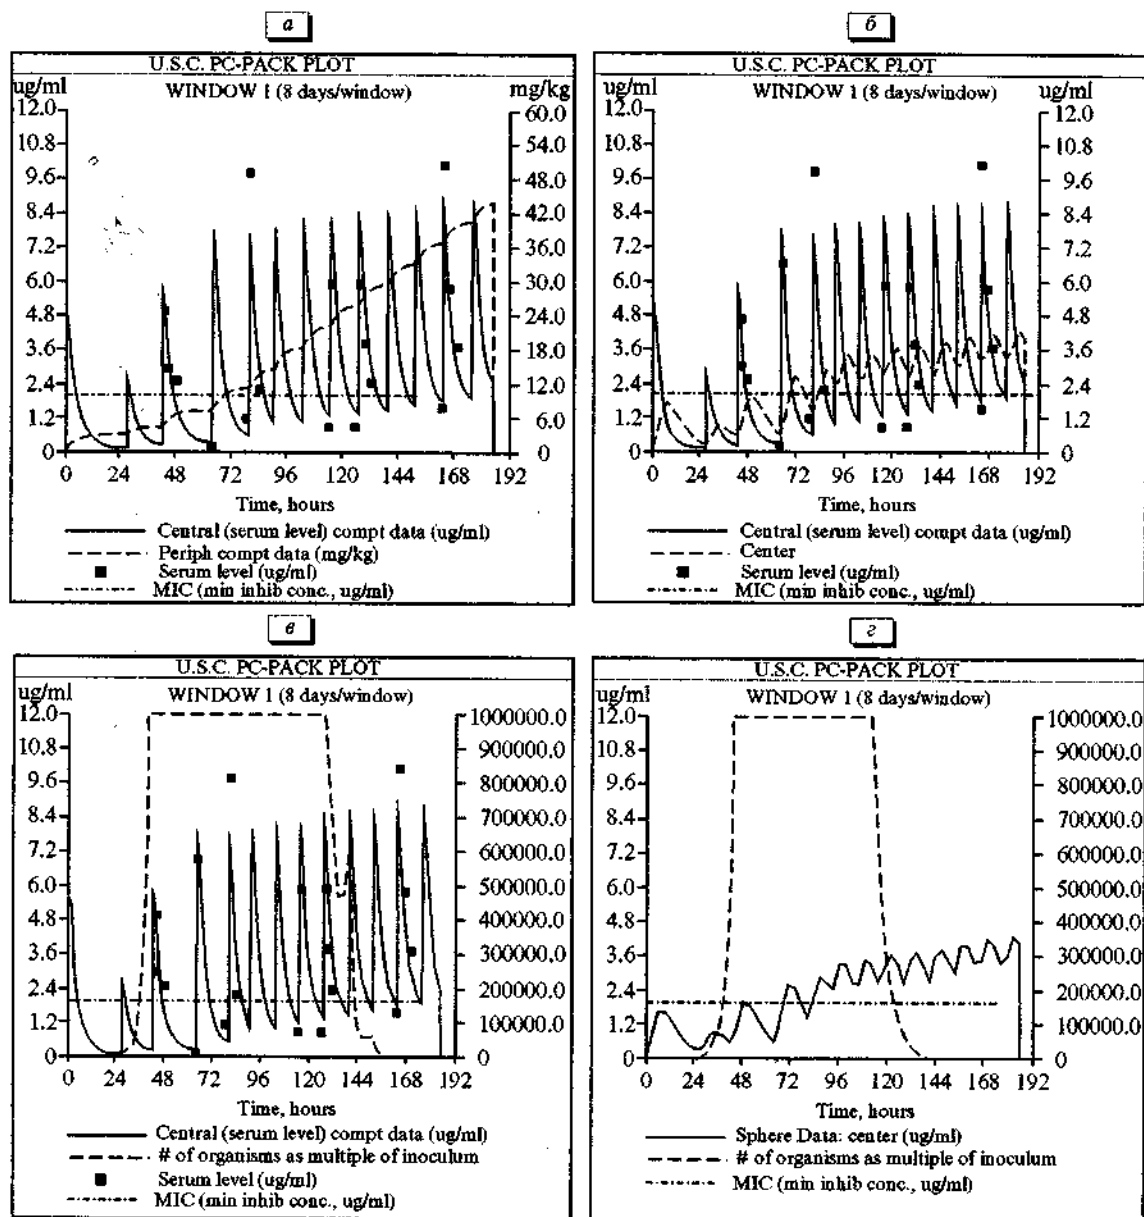 а
U.S.C. PC-PACK PLOT
ug/ml WINDOW 1 (8 days/window) mg/kg
12.0 60.0
10.8 54.0
9.6 48.0
8.4 42.0
7.2 36.0
6.0 30.0
4.8 24.0
3.6 18.0
2.4 12.0
1.2 6.0
0 0
0 24 48 72 96 120 144 168 192
Time, hours
Central (serum level) compt data (ug/ml)
Periph compt data (mg/kg)
Serum level (ug/ml)
MIC (min inhib conc., ug/ml)
б
U.S.C. PC-PACK PLOT
ug/ml WINDOW 1 (8 days/window) ug/ml
12.0 12.0
10.8 10.8
9.6 9.6
8.4 8.4
7.2 7.2
6.0 6.0
4.8 4.8
3.6 3.6
2.4 2.4
1.2 1.2
0 0
0 24 48 72 96 120 144 168 192
Time, hours
Central (serum level) compt data (ug/ml)
Center
Serum level (ug/ml)
MIC (min inhib conc., ug/ml)
в
U.S.C. PC-PACK PLOT
ug/ml WINDOW 1 (8 days/window)
12.0 1000000.0
10.8 900000.0
9.6 800000.0
8.4 700000.0
7.2 600000.0
6.0 500000.0
4.8 400000.0
3.6 300000.0
2.4 200000.0
1.2 100000.0
0 0
0 24 48 72 96 120 144 168 192
Time, hours
Central (serum level) compt data (ug/ml)
# of organisms as multiple of inoculum
Serum level (ug/ml)
MIC (min inhib conc., ug/ml)
г
U.S.C. PC-PACK PLOT
ug/ml WINDOW 1 (8 days/window)
12.0 1000000.0
10.8 900000.0
9.6 800000.0
8.4 700000.0
7.2 600000.0
6.0 500000.0
4.8 400000.0
3.6 300000.0
2.4 200000.0
1.2 100000.0
0 0
0 24 48 72 96 120 144 168 192
Time, hours
Sphere Data: center (ug/ml)
# of organisms as multiple of inoculum
MIC (min inhib conc., ug/ml)